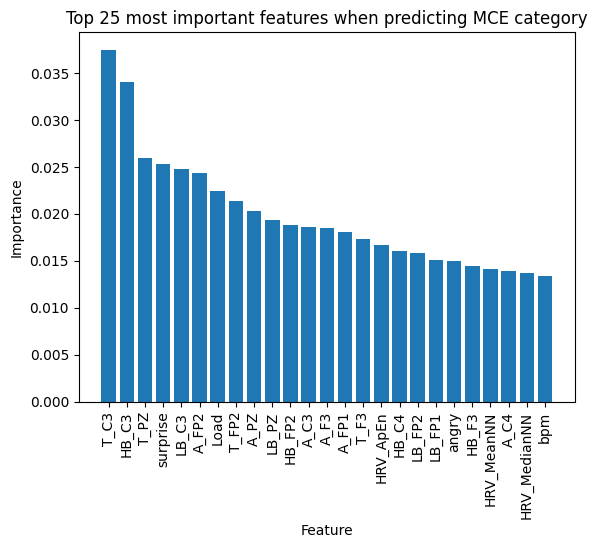 Top 25 most important features when predicting MCE category
Importance
0.035
0.030
0.025
0.020
0.015
0.010
0.005
0.000
T_C3
HB_C3
T_PZ
surprise
LB_C3
A_FP2
Load
T_FP2
A_PZ
LB_PZ
HB_FP2
A_C3
A_F3
A_FP1
T_F3
HRV_ApEn
HB_C4
LB_FP2
LB_FP1
angry
HB_F3
HRV_MeanNN
A_C4
HRV_MedianNN
bpm
Feature